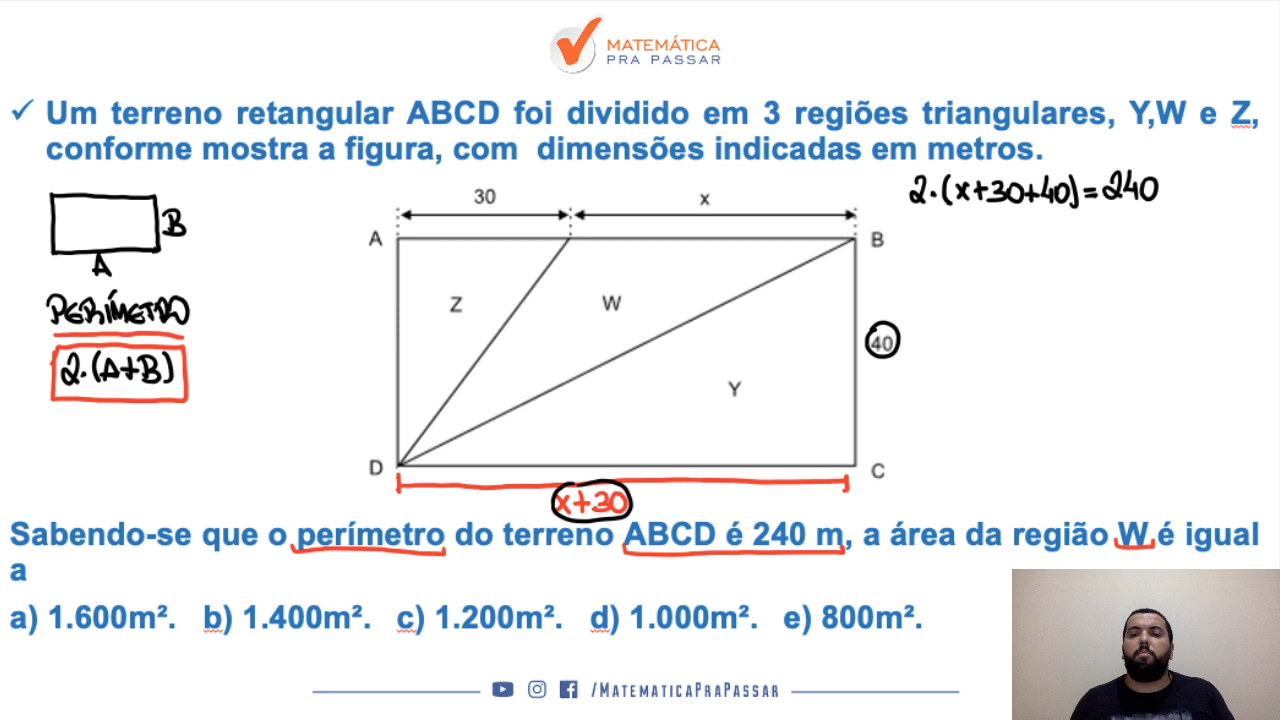 MATEMÁTICA
PRA PASSAR
✓ Um terreno retangular ABCD foi dividido em 3 regiões triangulares, Y,W e Z,
conforme mostra a figura, com dimensões indicadas em metros.
2.(x+30+40)=240
30
x
A
B
B
A
Z
W
PERÍMETRO
40
2.(A+B)
Y
D
C
x+30
Sabendo-se que o perímetro do terreno ABCD é 240 m, a área da região W é igual
a
a) 1.600m². b) 1.400m². c) 1.200m². d) 1.000m². e) 800m².
/MATEMATICAPRAPASSAR